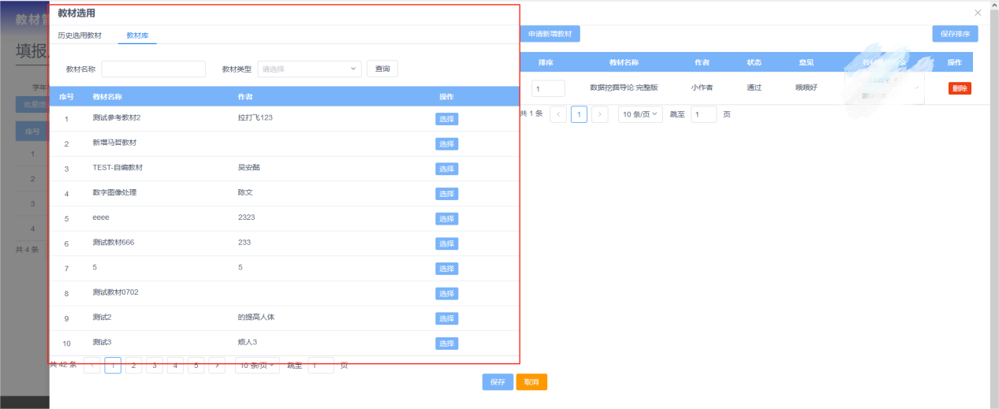 教材管
教材选用
历史选用教材 教材库
申请新增教材 保存排序
填报
教材名称 教材类型 请选择 查询
排序 教材名称 作者 状态 意见 操作
1 数据挖掘导论:完整版 小作者 通过 哦哦好 删除
共 1 条 1 10 条/页 跳至 1 页
学年
批量增
序号
1
2
3
4
共 4 条
序号 教材名称 作者 操作
1 测试参考教材2 拉打飞123 选择
2 新增马哲教材 选择
3 TEST-自编教材 吴安酩 选择
4 数字图像处理 陈文 选择
5 eeee 2323 选择
6 测试教材666 233 选择
7 5 5 选择
8 测试教材0702 选择
9 测试2 的提高人体 选择
10 测试3 烦人3 选择
共 42 条 1 2 3 4 5 10 条/页 跳至 1 页
保存 取消